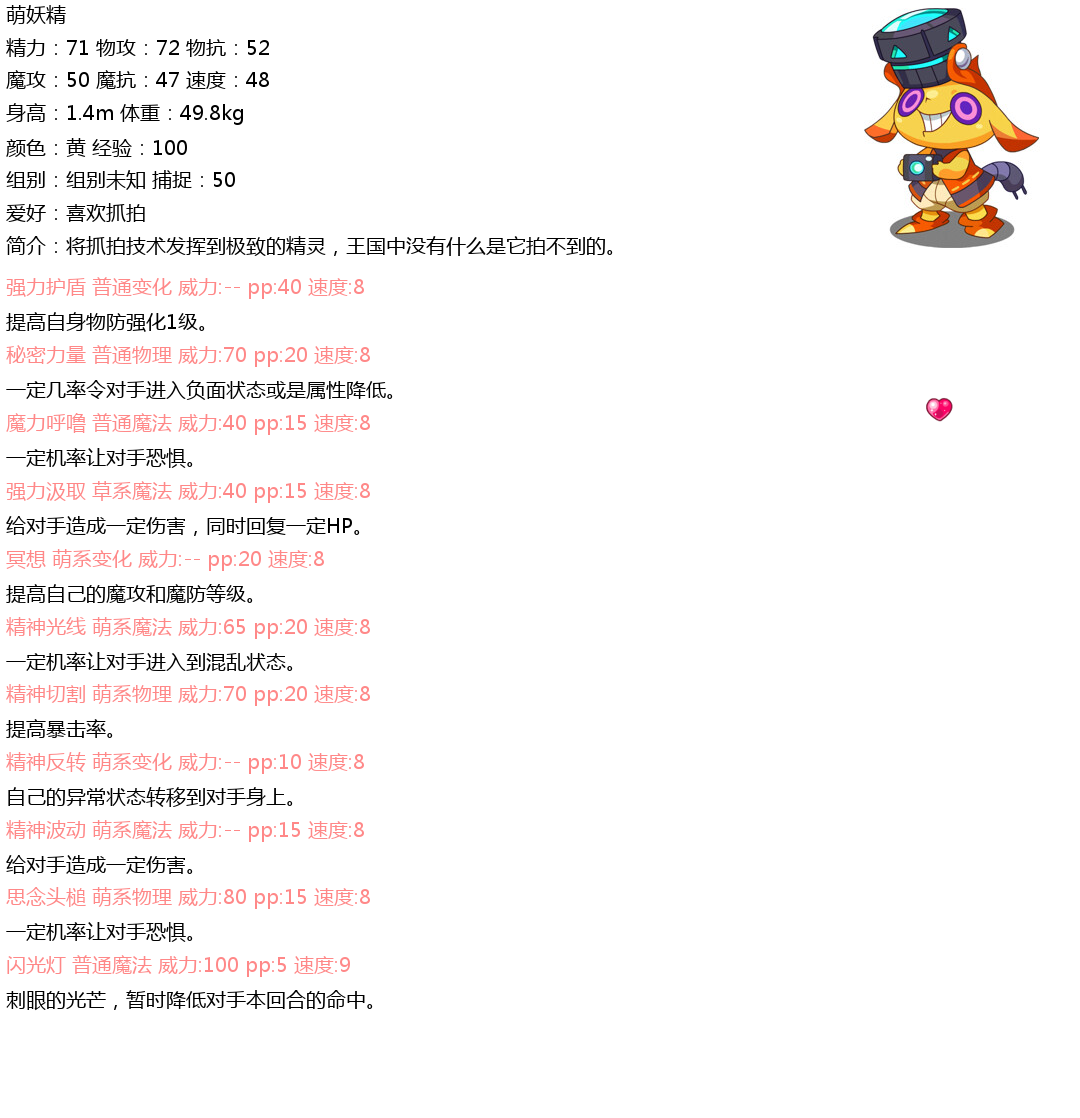 萌妖精
精力：71 物攻：72 物抗：52
魔攻：50 魔抗：47 速度：48
身高：1.4m 体重：49.8kg
颜色：黄 经验：100
组别：组别未知 捕捉：50
爱好：喜欢抓拍
简介：将抓拍技术发挥到极致的精灵，王国中没有什么是它拍不到的。
强力护盾 普通变化 威力:-- pp:40 速度:8
提高自身物防强化1级。
秘密力量 普通物理 威力:70 pp:20 速度:8
一定几率令对手进入负面状态或是属性降低。
魔力呼噜 普通魔法 威力:40 pp:15 速度:8
一定机率让对手恐惧。
强力汲取 草系魔法 威力:40 pp:15 速度:8
给对手造成一定伤害，同时回复一定HP。
冥想 萌系变化 威力:-- pp:20 速度:8
提高自己的魔攻和魔防等级。
精神光线 萌系魔法 威力:65 pp:20 速度:8
一定机率让对手进入到混乱状态。
精神切割 萌系物理 威力:70 pp:20 速度:8
提高暴击率。
精神反转 萌系变化 威力:-- pp:10 速度:8
自己的异常状态转移到对手身上。
精神波动 萌系魔法 威力:-- pp:15 速度:8
给对手造成一定伤害。
思念头槌 萌系物理 威力:80 pp:15 速度:8
一定机率让对手恐惧。
闪光灯 普通魔法 威力:100 pp:5 速度:9
刺眼的光芒，暂时降低对手本回合的命中。